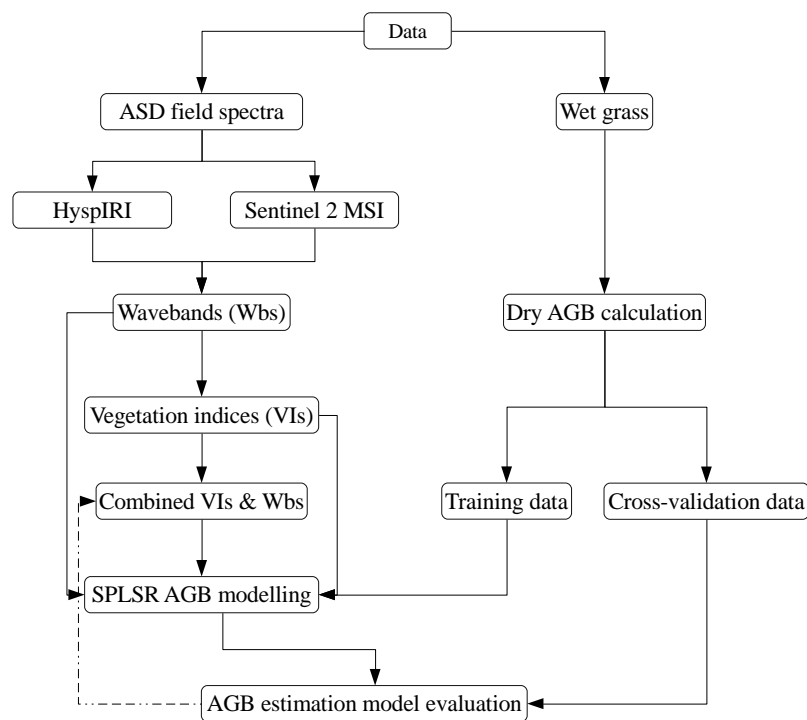 Data
ASD field spectra
Wet grass
HyspIRI
Sentinel 2 MSI
Wavebands (Wbs)
Dry AGB calculation
Vegetation indices (VIs)
Combined VIs & Wbs
Training data
Cross-validation data
SPLSR AGB modelling
AGB estimation model evaluation